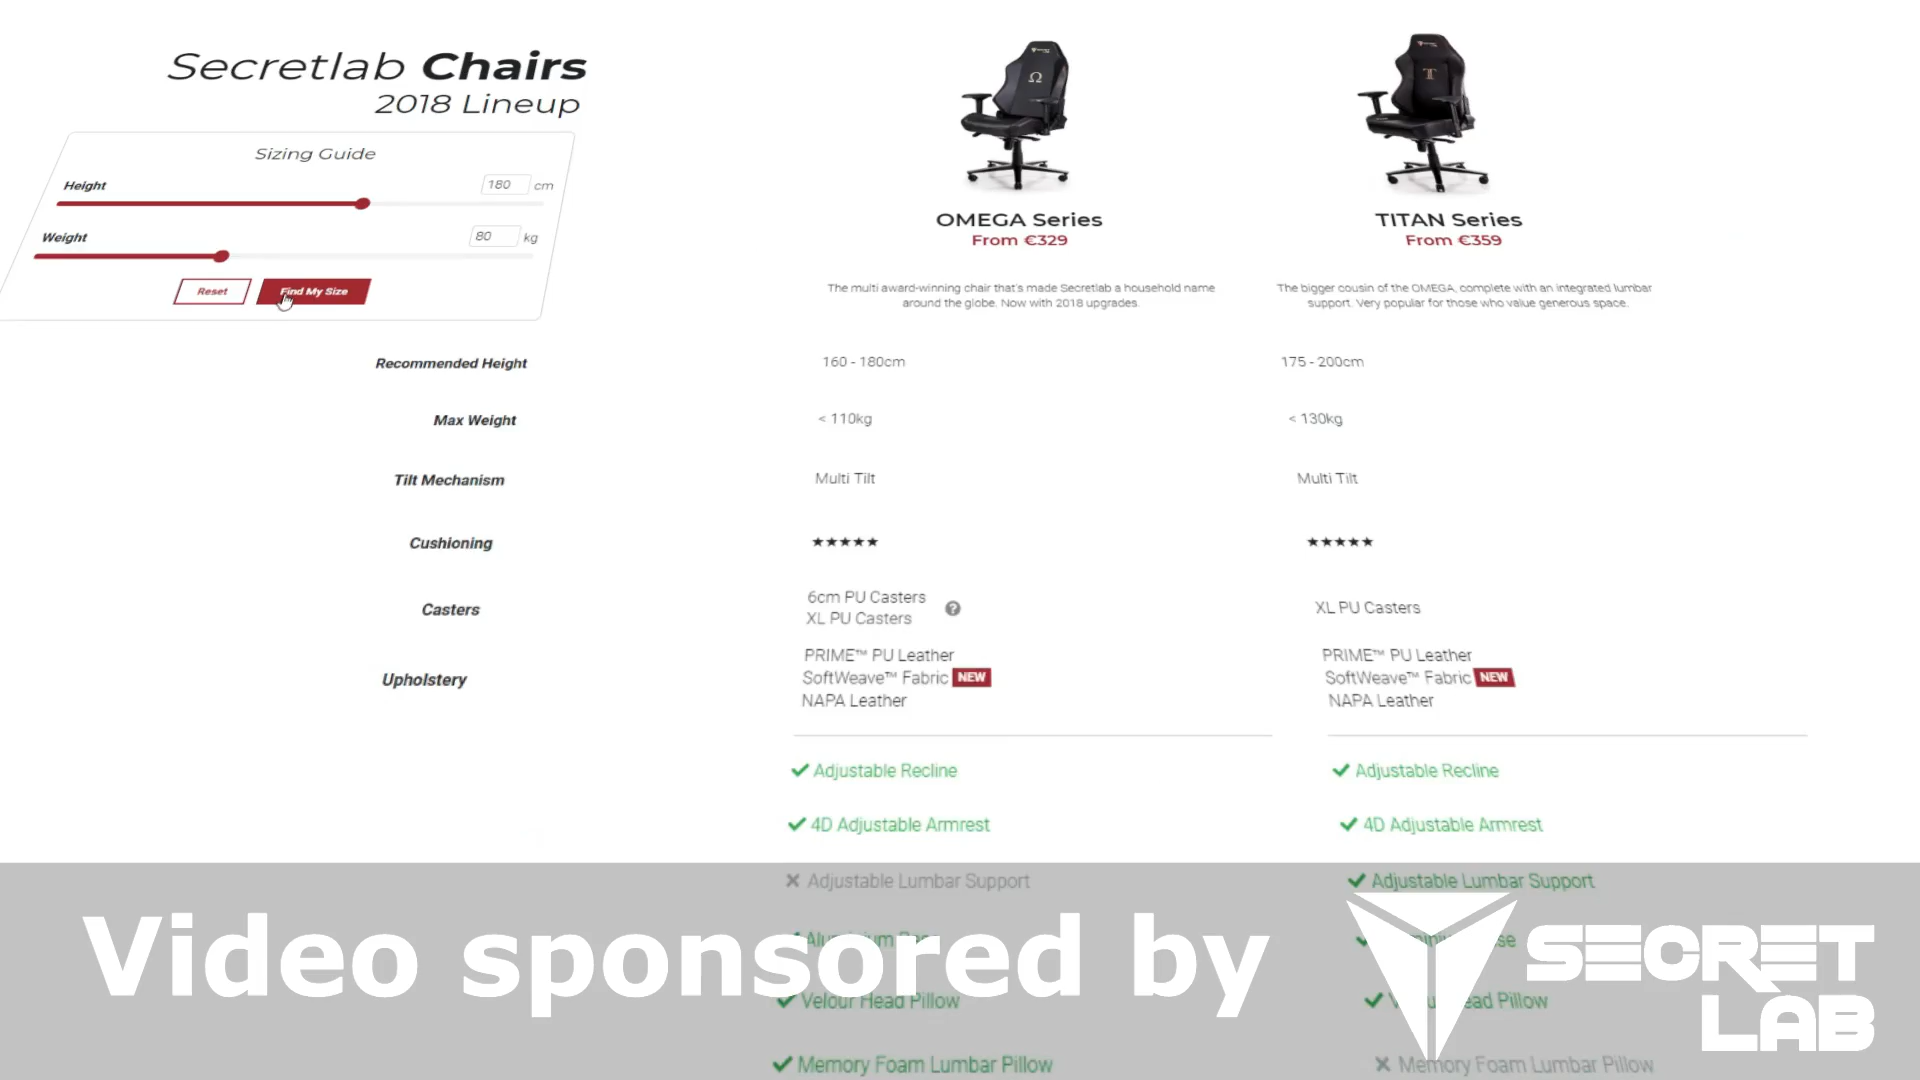 Secretlab Chairs
2018 Lineup
Sizing Guide
Height
180 cm
Weight
80 kg
Reset
Find My Size
OMEGA Series
From €329
The multi award-winning chair that's made Secretlab a household name
around the globe. Now with 2018 upgrades.
TITAN Series
From €359
The bigger cousin of the OMEGA, complete with an integrated lumbar
support. Very popular for those who value generous space.
Recommended Height
160 - 180cm
175 - 200cm
Max Weight
< 110kg
< 130kg
Tilt Mechanism
Multi Tilt
Multi Tilt
Cushioning
★★★★★
★★★★★
Casters
6cm PU Casters
XL PU Casters
?
XL PU Casters
Upholstery
PRIME™ PU Leather
SoftWeave™ Fabric NEW
NAPA Leather
PRIME™ PU Leather
SoftWeave™ Fabric NEW
NAPA Leather
✔ Adjustable Recline
✔ Adjustable Recline
✔ 4D Adjustable Armrest
✔ 4D Adjustable Armrest
✖ Adjustable Lumbar Support
✔ Adjustable Lumbar Support
Video sponsored by
SECRET
LAB
✔ Velour Head Pillow
Pillow
✔ Memory Foam Lumbar Pillow
✖ Memory Foam Lumbar Pillow